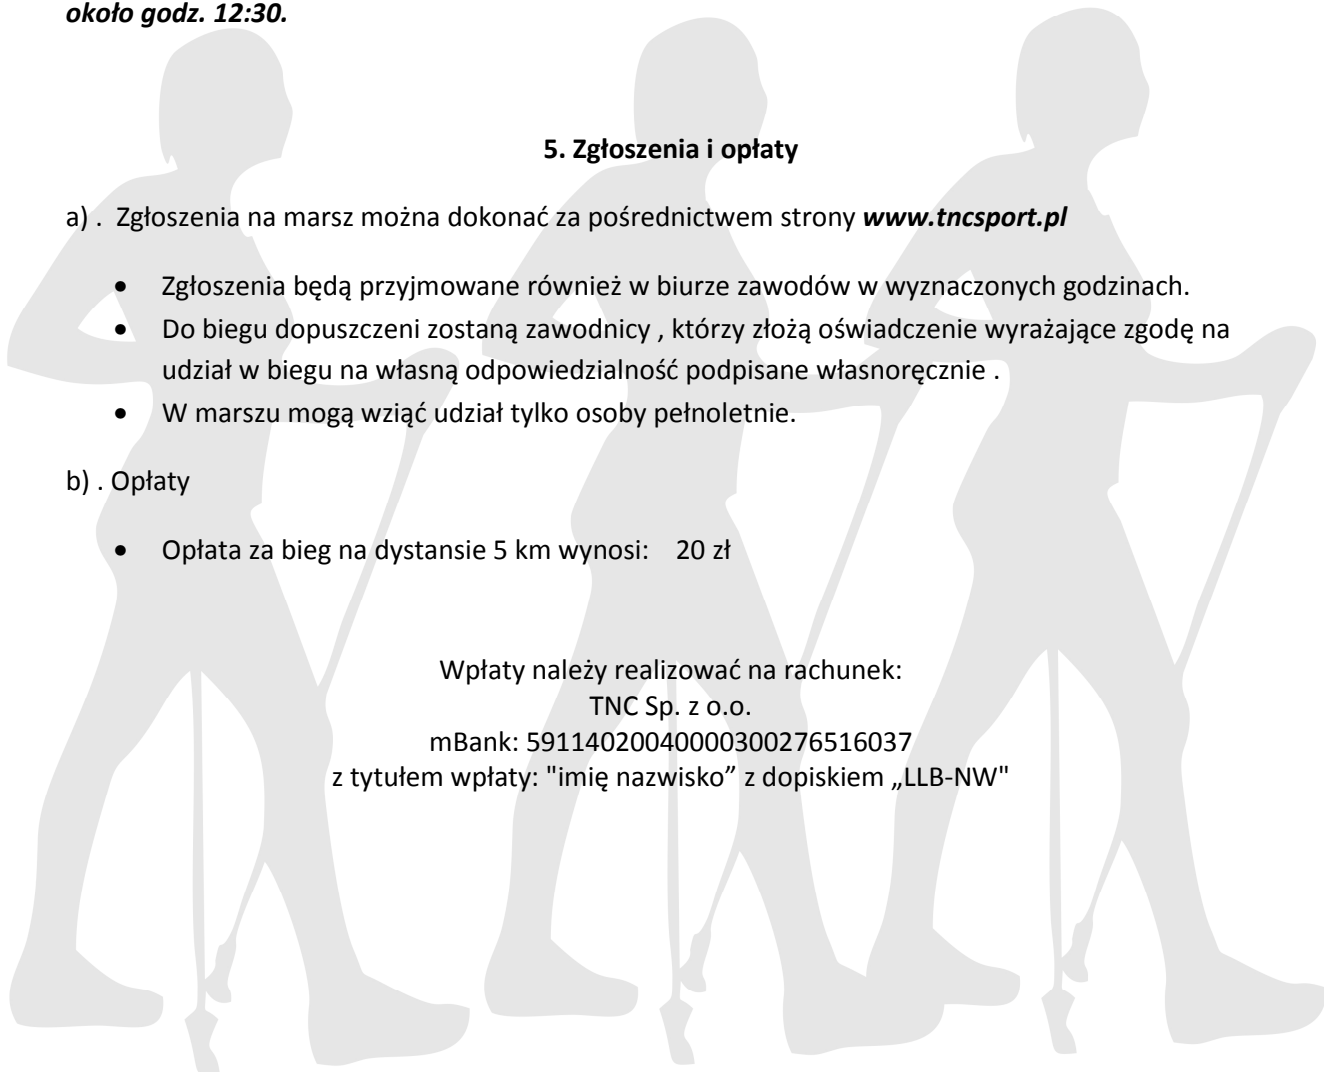 około godz. 12:30.
5. Zgłoszenia i opłaty
a) .  Zgłoszenia na marsz można dokonać za pośrednictwem strony www.tncsport.pl
• Zgłoszenia będą przyjmowane również w biurze zawodów w wyznaczonych godzinach.
• Do biegu dopuszczeni zostaną zawodnicy , którzy złożą oświadczenie wyrażające zgodę na
udział w biegu na własną odpowiedzialność podpisane własnoręcznie .
• W marszu mogą wziąć udział tylko osoby pełnoletnie.
b) . Opłaty
• Opłata za bieg na dystansie 5 km wynosi:    20 zł
Wpłaty należy realizować na rachunek:
TNC Sp. z o.o.
mBank: 59114020040000300276516037
z tytułem wpłaty: "imię nazwisko” z dopiskiem „LLB-NW"